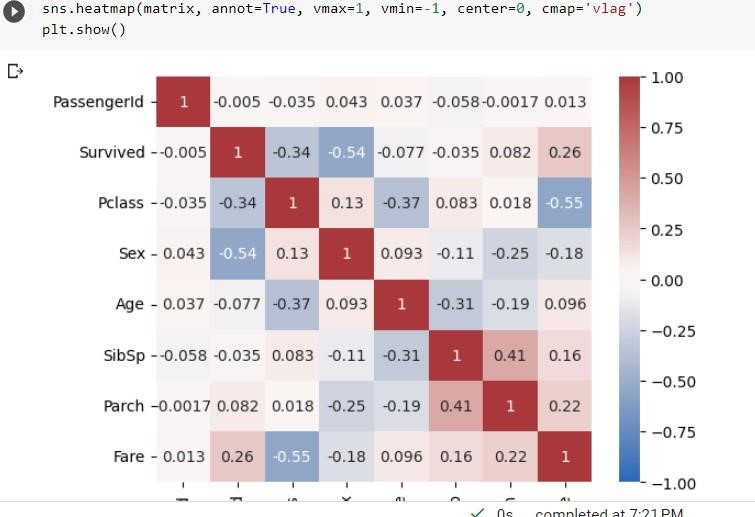 sns.heatmap(matrix, annot=True, vmax=1, vmin=-1, center=0, cmap='vlag')
plt.show()
PassengerId 1 -0.005 -0.035 0.043 0.037 -0.058 -0.0017 0.013
Survived -0.005 1 -0.34 -0.54 -0.077 -0.035 0.082 0.26
Pclass -0.035 -0.34 1 0.13 -0.37 0.083 0.018 -0.55
Sex 0.043 -0.54 0.13 1 0.093 -0.11 -0.25 -0.18
Age 0.037 -0.077 -0.37 0.093 1 -0.31 -0.19 0.096
SibSp -0.058 -0.035 0.083 -0.11 -0.31 1 0.41 0.16
Parch -0.0017 0.082 0.018 -0.25 -0.19 0.41 1 0.22
Fare 0.013 0.26 -0.55 -0.18 0.096 0.16 0.22 1
1.00
0.75
0.50
0.25
0.00
−0.25
−0.50
−0.75
−1.00
0s completed at 7:21 PM